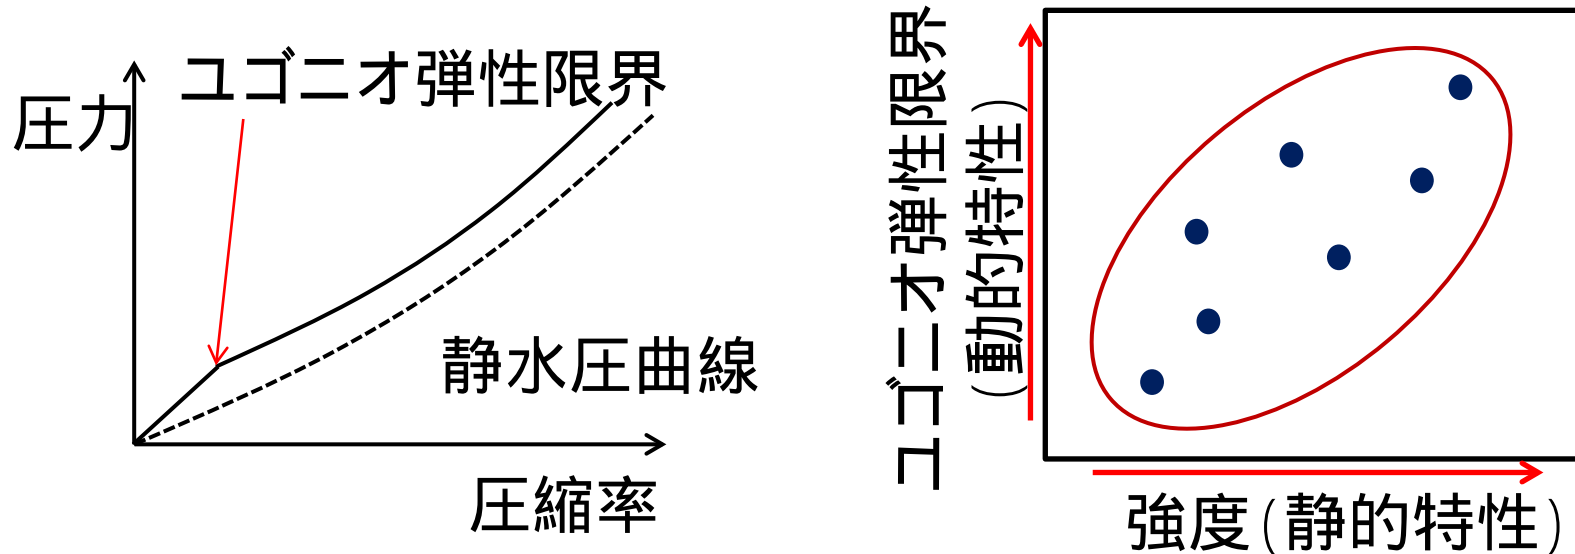 ユゴニオ弾性限界
圧力
静水圧曲線
圧縮率
ユゴニオ弾性限界
(動的特性)
強度(静的特性)